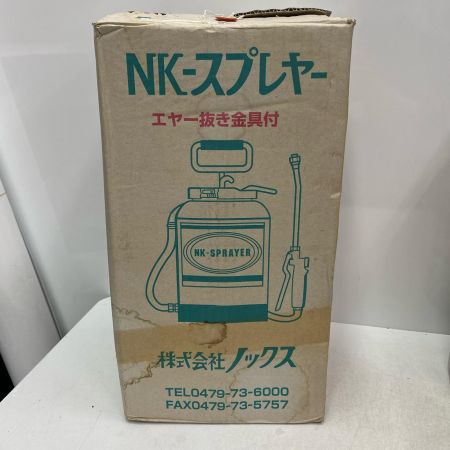 NK-スプレヤー
エヤー抜き金具付
NK-SPRAYER
株式会社ノックス
TEL0479-73-6000
FAX0479-73-5757